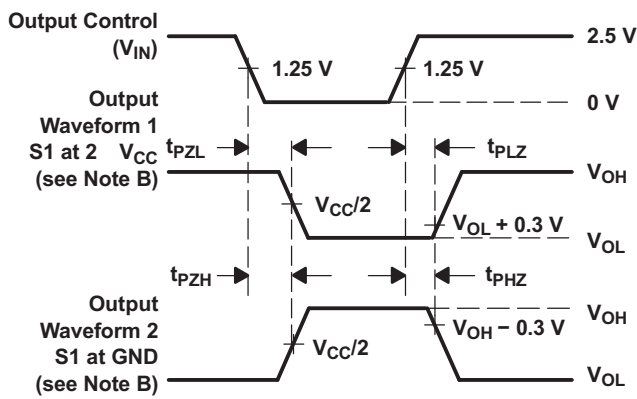 Output Control
(VIN)
2.5 V
1.25 V
1.25 V
0 V
Output
Waveform 1
S1 at 2 VCC
(see Note B)
tPZL
tPLZ
VOH
VCC/2
VOL + 0.3 V
VOL
tPZH
tPHZ
Output
Waveform 2
S1 at GND
(see Note B)
VOH
VOH − 0.3 V
VCC/2
VOL